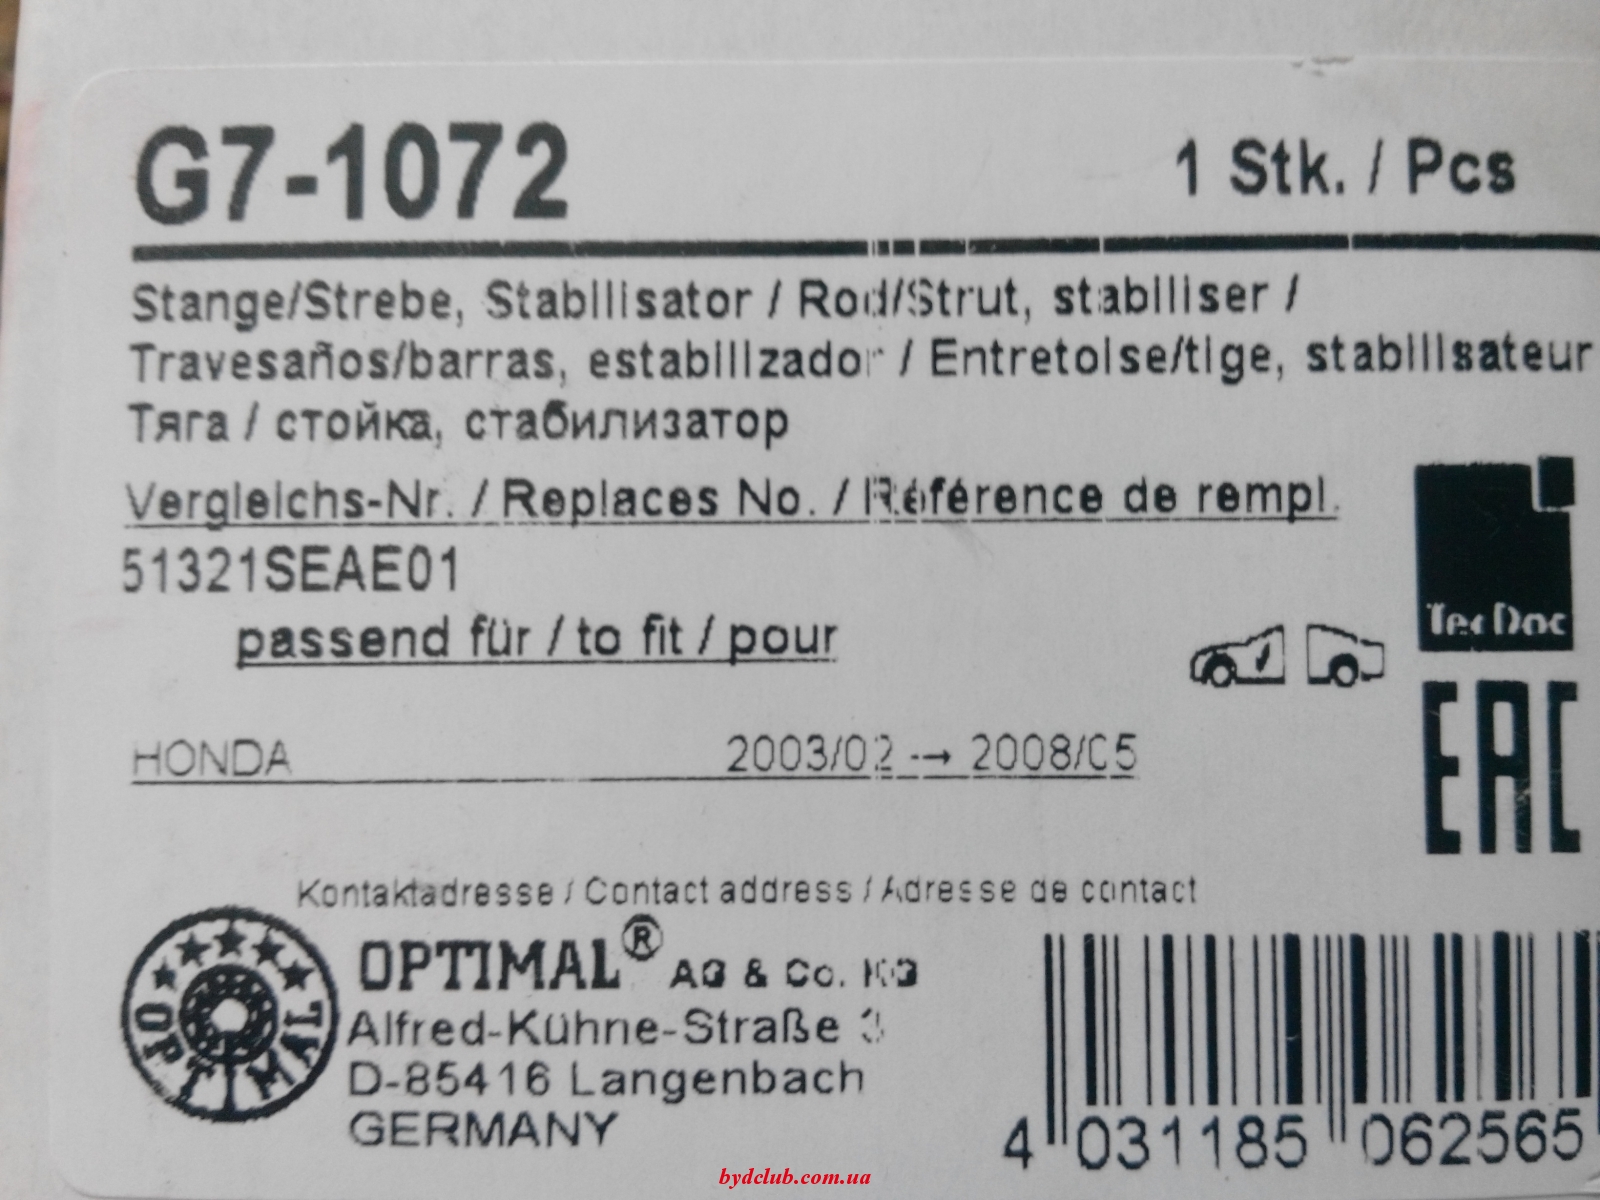 G7-1072
1 Stk. / Pcs
Stange/Strebe, Stabilisator / Rod/Strut, stabiliser /
Travesaños/barras, estabilizador / Entretoise/tige, stabilisateur
Тяга / стойка, стабилизатор
Vergleichs-Nr. / Replaces No. / Référence de rempl.
51321SEAE01
passend für / to fit / pour
TecDoc
HONDA 2003/02 → 2008/05
EAC
Kontaktadresse / Contact address / Adresse de contact
OPTIMAL
OPTIMAL® AG & Co. KG
Alfred-Kühne-Straße 3
D-85416 Langenbach
GERMANY
4 031185 062565
bydclub.com.ua